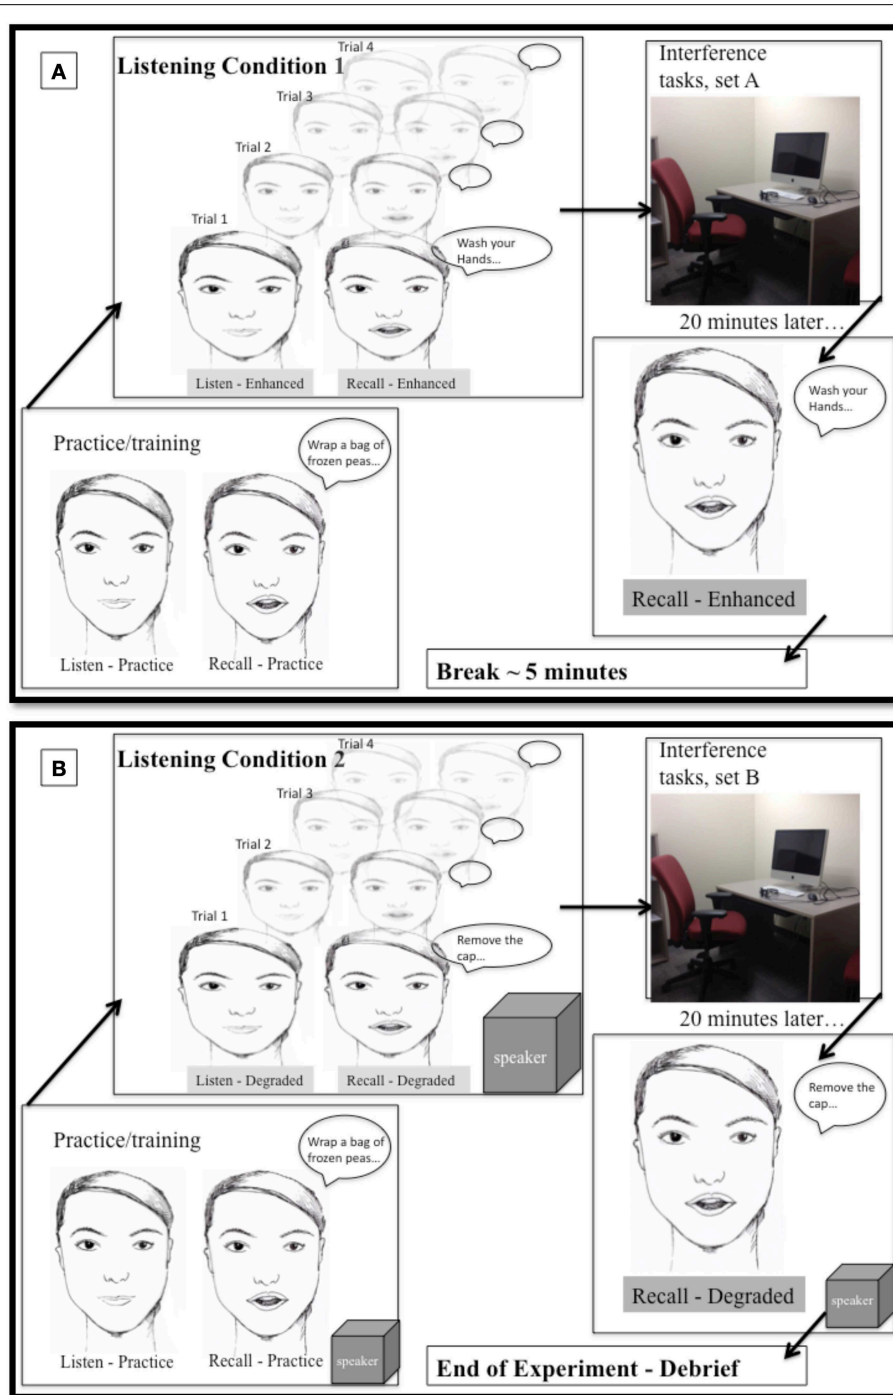 A
Listening Condition 1
Trial 4
Trial 3
Trial 2
Trial 1
Wash your
Hands...
Listen - Enhanced
Recall - Enhanced
Interference
tasks, set A
20 minutes later...
Practice/training
Wrap a bag of
frozen peas...
Listen - Practice
Recall - Practice
Wash your
Hands...
Recall - Enhanced
Break ~ 5 minutes
B
Listening Condition 2
Trial 4
Trial 3
Trial 2
Trial 1
Remove the
cap...
speaker
Listen - Degraded
Recall - Degraded
Interference
tasks, set B
20 minutes later...
Practice/training
Wrap a bag of
frozen peas...
Listen - Practice
Recall - Practice
speaker
Remove the
cap...
Recall - Degraded
speaker
End of Experiment - Debrief